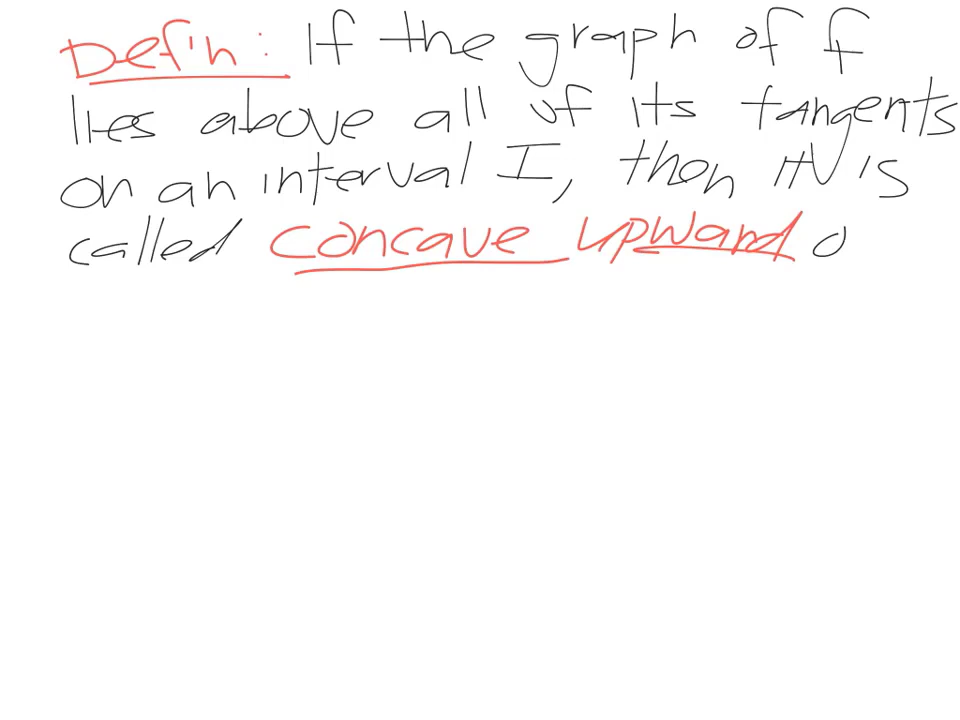 Def'n: If the graph of f
lies above all of its tangents
on an interval I, then it is
called concave upward o